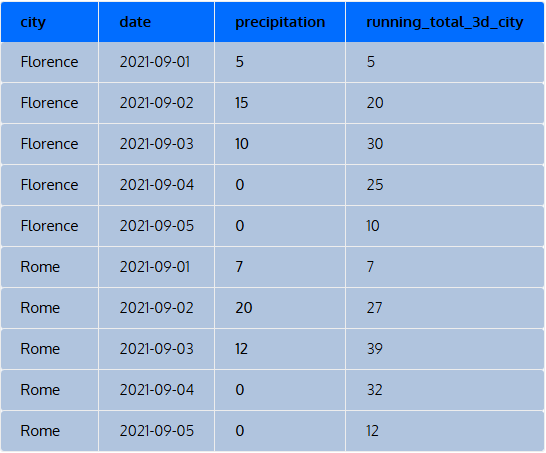 city date precipitation running_total_3d_city
Florence 2021-09-01 5 5
Florence 2021-09-02 15 20
Florence 2021-09-03 10 30
Florence 2021-09-04 0 25
Florence 2021-09-05 0 10
Rome 2021-09-01 7 7
Rome 2021-09-02 20 27
Rome 2021-09-03 12 39
Rome 2021-09-04 0 32
Rome 2021-09-05 0 12